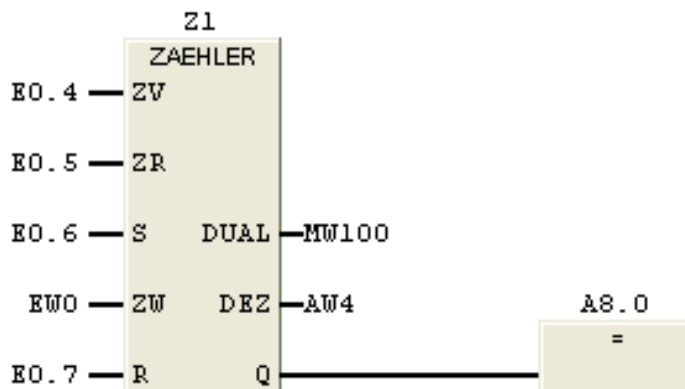 Z1
ZAEHLER
E0.4 ZV
E0.5 ZR
E0.6 S DUAL MW100
EW0 ZW DEZ AW4 A8.0
=
E0.7 R Q